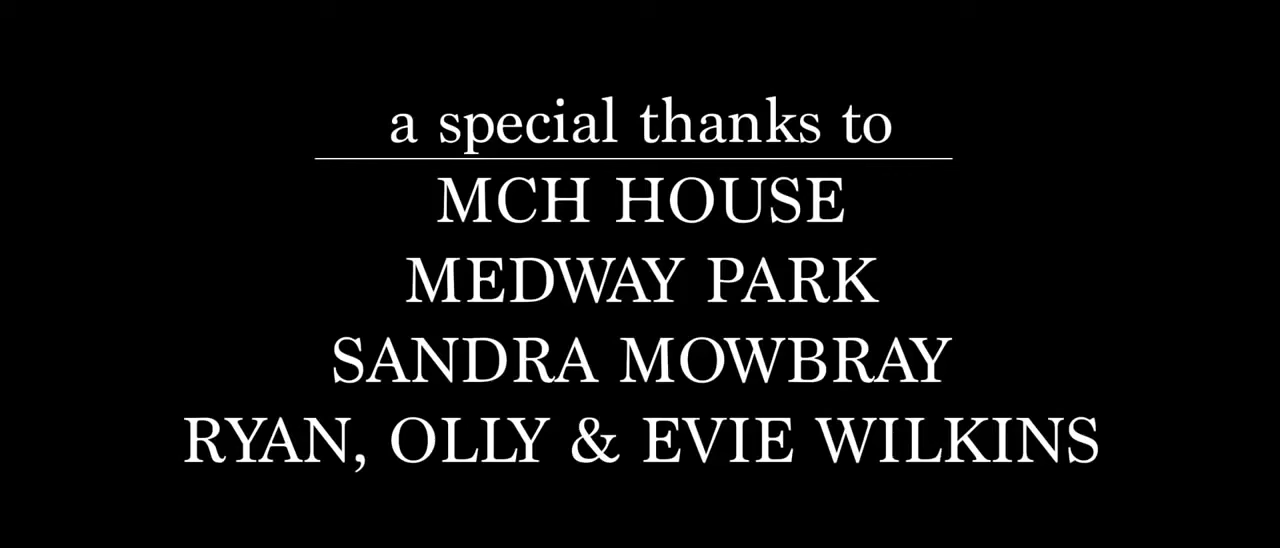 a special thanks to
MCH HOUSE
MEDWAY PARK
SANDRA MOWBRAY
RYAN, OLLY & EVIE WILKINS